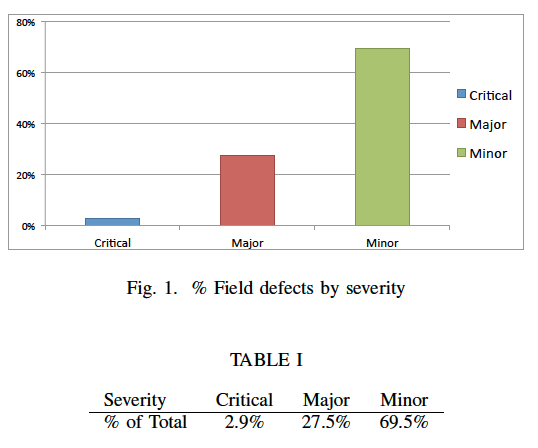 80%
60%
40%
20%
0%
Critical Major Minor
Critical
Major
Minor
Fig. 1. % Field defects by severity
TABLE I
Severity Critical Major Minor
% of Total 2.9% 27.5% 69.5%